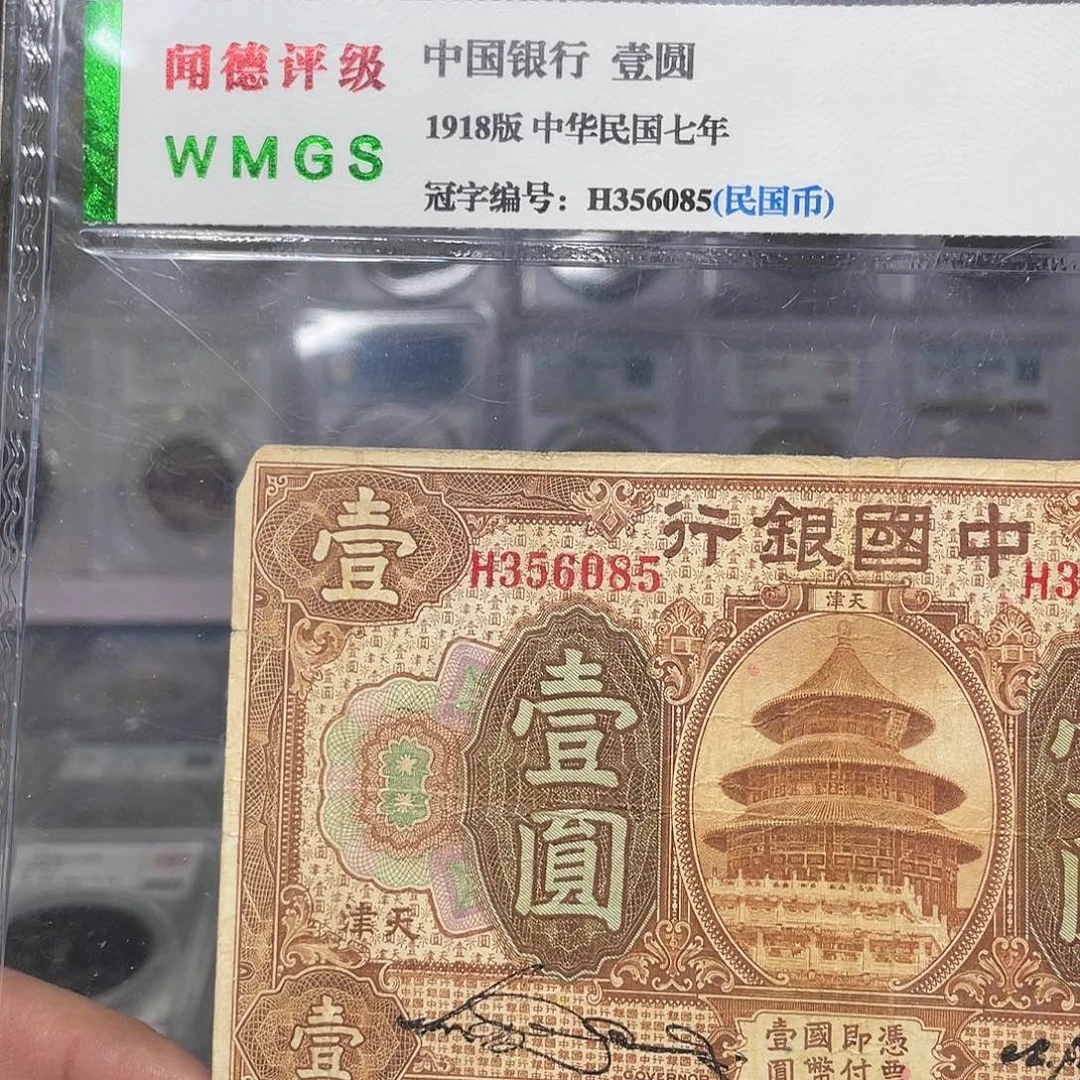 闻德评级
WMGS
中国银行 壹圆
1918版 中华民国七年
冠字编号：H356085(民国币)
壹
行銀國中
H356085
H3
津天
壹圓
津天
壹
憑票
即付
國幣
壹圓
GOVERNOR